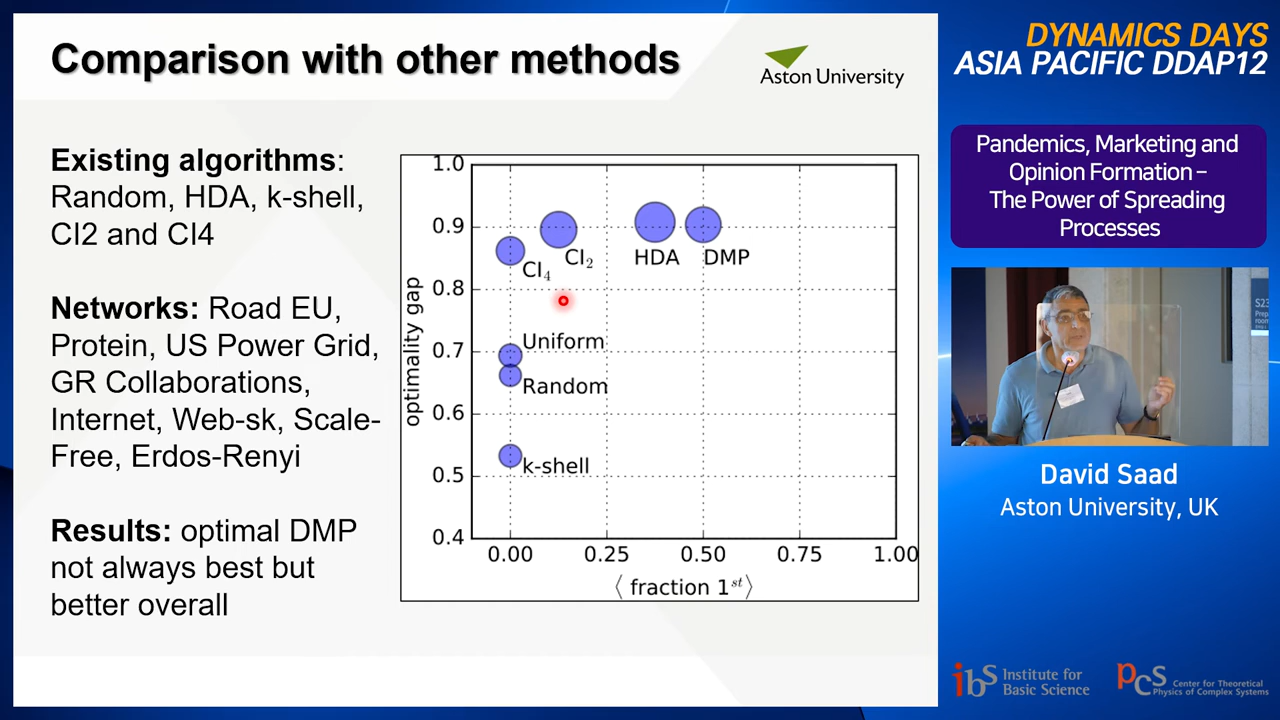 Comparison with other methods
Aston University
Existing algorithms:
Random, HDA, k-shell,
CI2 and CI4
Networks: Road EU,
Protein, US Power Grid,
GR Collaborations,
Internet, Web-sk, Scale-
Free, Erdos-Renyi
Results: optimal DMP
not always best but
better overall
optimality gap
1.0
0.9
0.8
0.7
0.6
0.5
0.4
CI₄
CI₂
HDA
DMP
Uniform
Random
k-shell
0.00 0.25 0.50 0.75 1.00
⟨ fraction 1ˢᵗ ⟩
DYNAMICS DAYS
ASIA PACIFIC DDAP12
Pandemics, Marketing and
Opinion Formation –
The Power of Spreading
Processes
S23
David Saad
Aston University, UK
ibS Institute for
Basic Science
PCS Center for Theoretical
Physics of Complex Systems